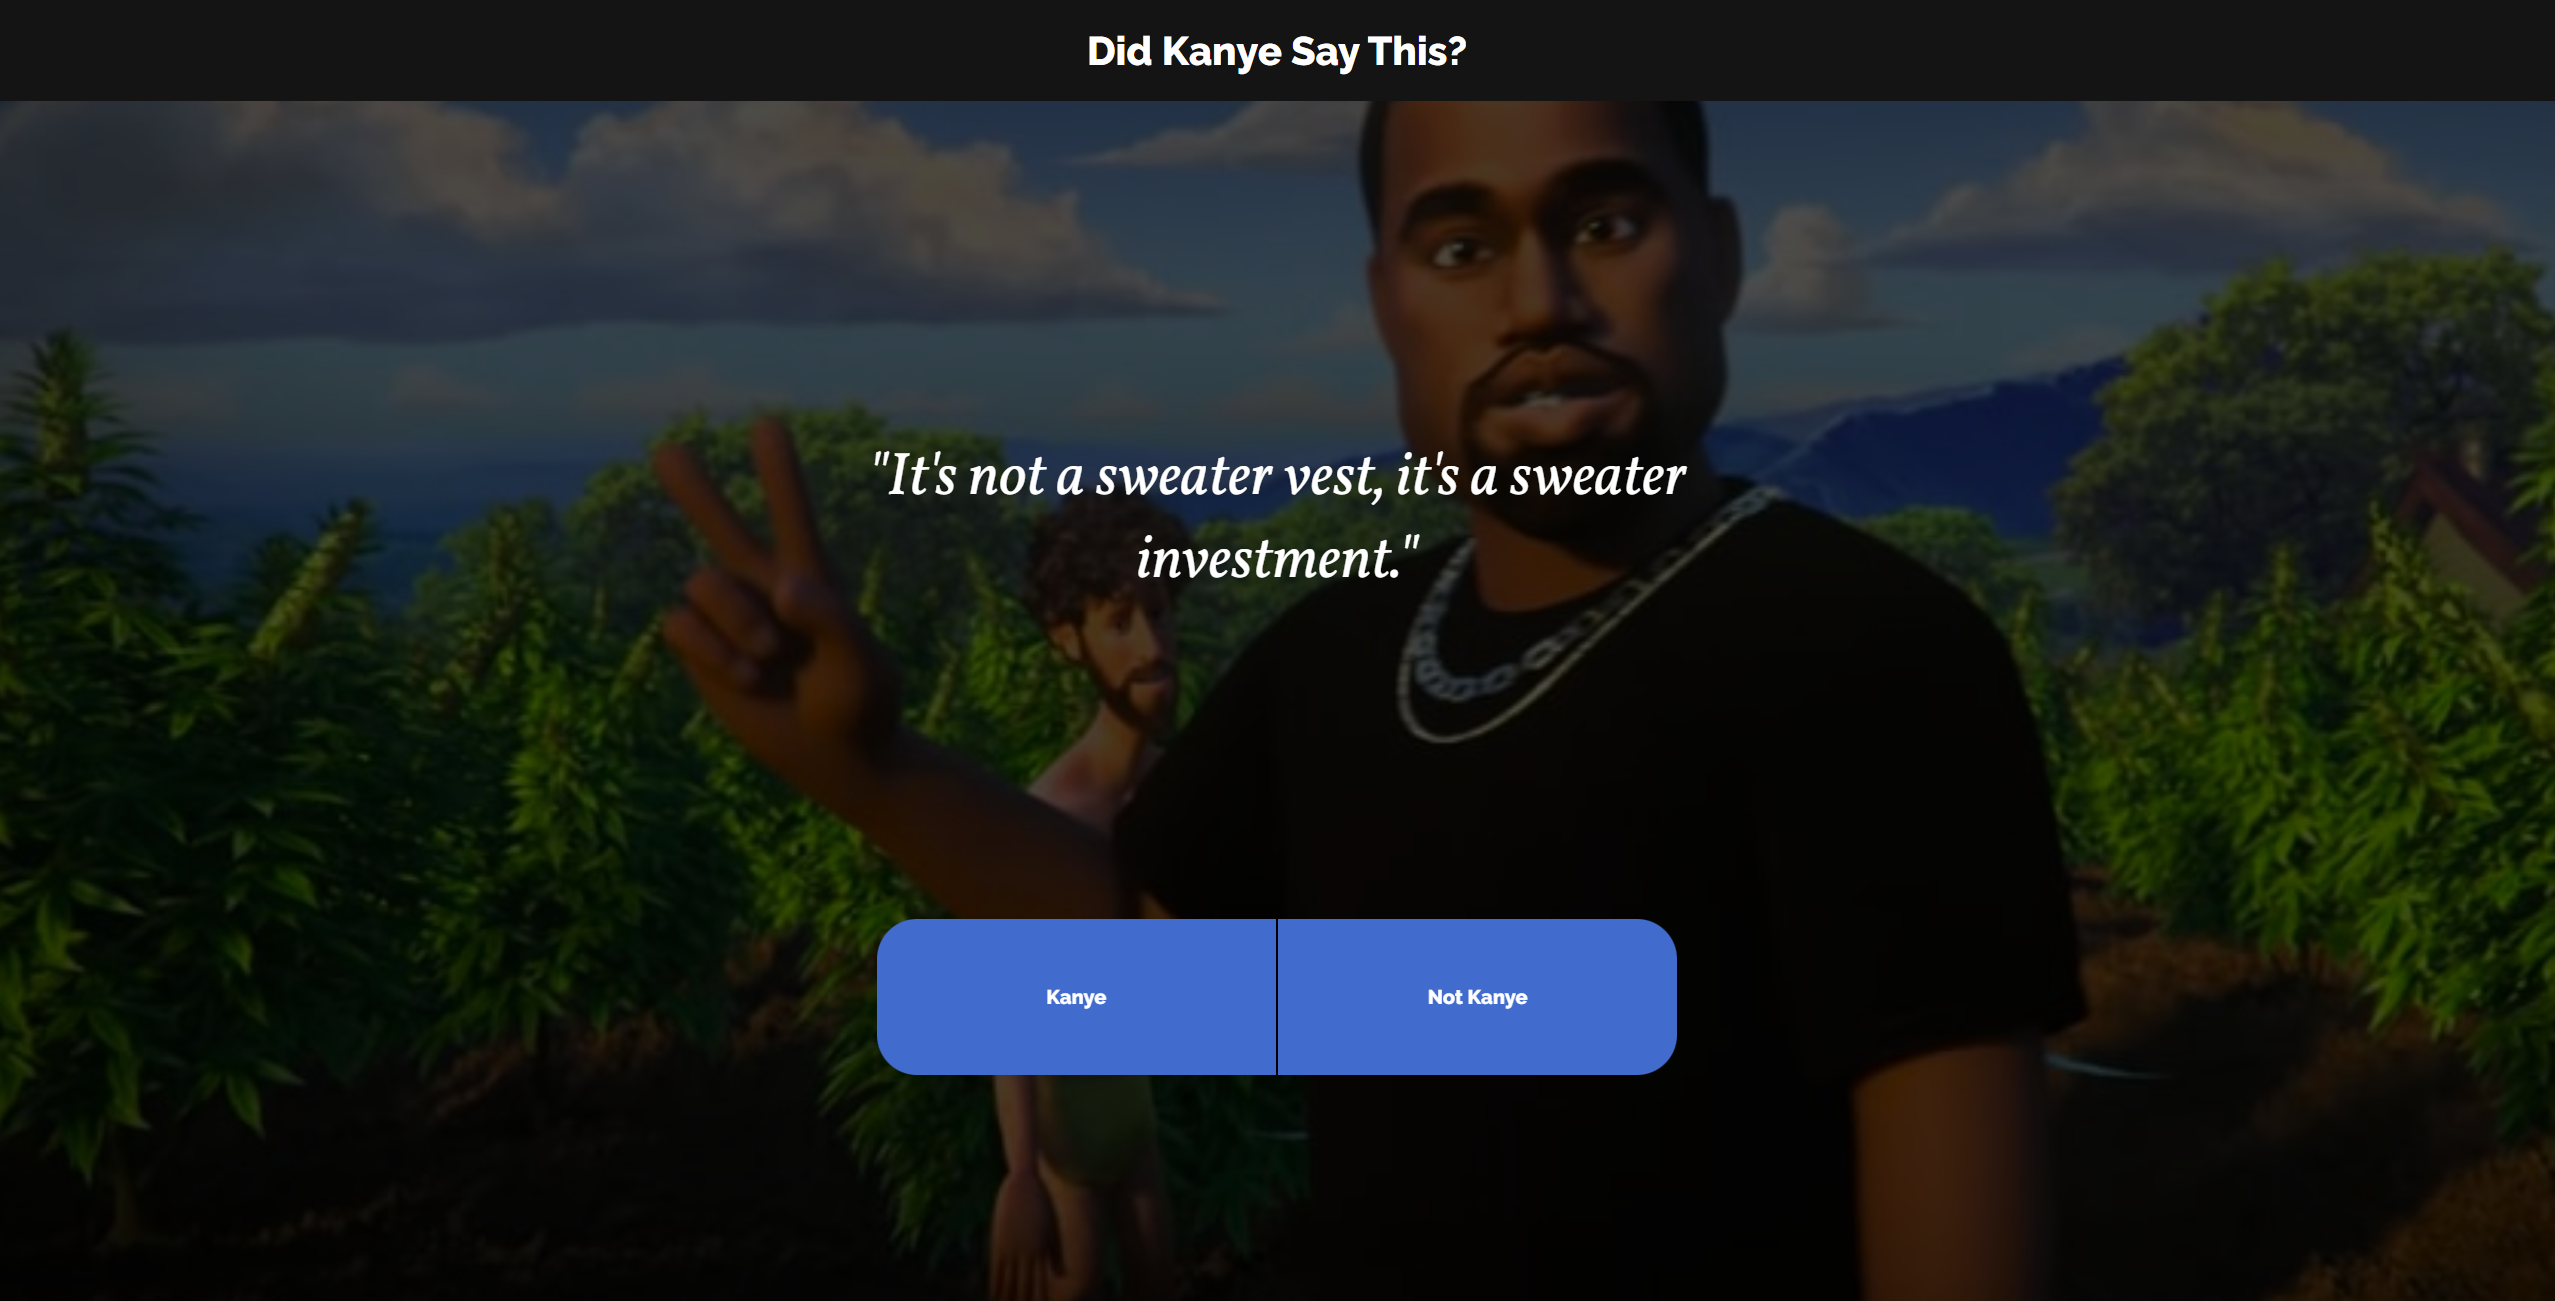 Did Kanye Say This?
"It's not a sweater vest, it's a sweater
investment."
Kanye
Not Kanye